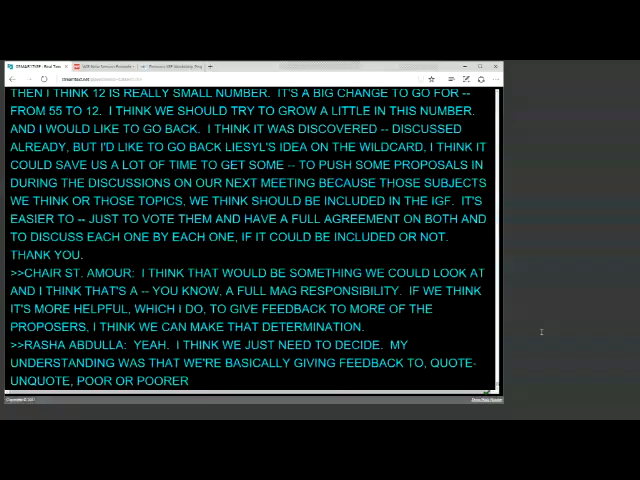 THEN I THINK 12 IS REALLY SMALL NUMBER.  IT'S A BIG CHANGE TO GO FOR --
FROM 55 TO 12.  I THINK WE SHOULD TRY TO GROW A LITTLE IN THIS NUMBER.
AND I WOULD LIKE TO GO BACK.  I THINK IT WAS DISCOVERED -- DISCUSSED
ALREADY, BUT I'D LIKE TO GO BACK LIESYL'S IDEA ON THE WILDCARD, I THINK IT
COULD SAVE US A LOT OF TIME TO GET SOME -- TO PUSH SOME PROPOSALS IN
DURING THE DISCUSSIONS ON OUR NEXT MEETING BECAUSE THOSE SUBJECTS
WE THINK OR THOSE TOPICS, WE THINK SHOULD BE INCLUDED IN THE IGF.  IT'S
EASIER TO -- JUST TO VOTE THEM AND HAVE A FULL AGREEMENT ON BOTH AND
TO DISCUSS EACH ONE BY EACH ONE, IF IT COULD BE INCLUDED OR NOT.
THANK YOU.
>>CHAIR ST. AMOUR:  I THINK THAT WOULD BE SOMETHING WE COULD LOOK AT
AND I THINK THAT'S A -- YOU KNOW, A FULL MAG RESPONSIBILITY.  IF WE THINK
IT'S MORE HELPFUL, WHICH I DO, TO GIVE FEEDBACK TO MORE OF THE
PROPOSERS, I THINK WE CAN MAKE THAT DETERMINATION.
>>RASHA ABDULLA:  YEAH.  I THINK WE JUST NEED TO DECIDE.  MY
UNDERSTANDING WAS THAT WE'RE BASICALLY GIVING FEEDBACK TO, QUOTE-
UNQUOTE, POOR OR POORER